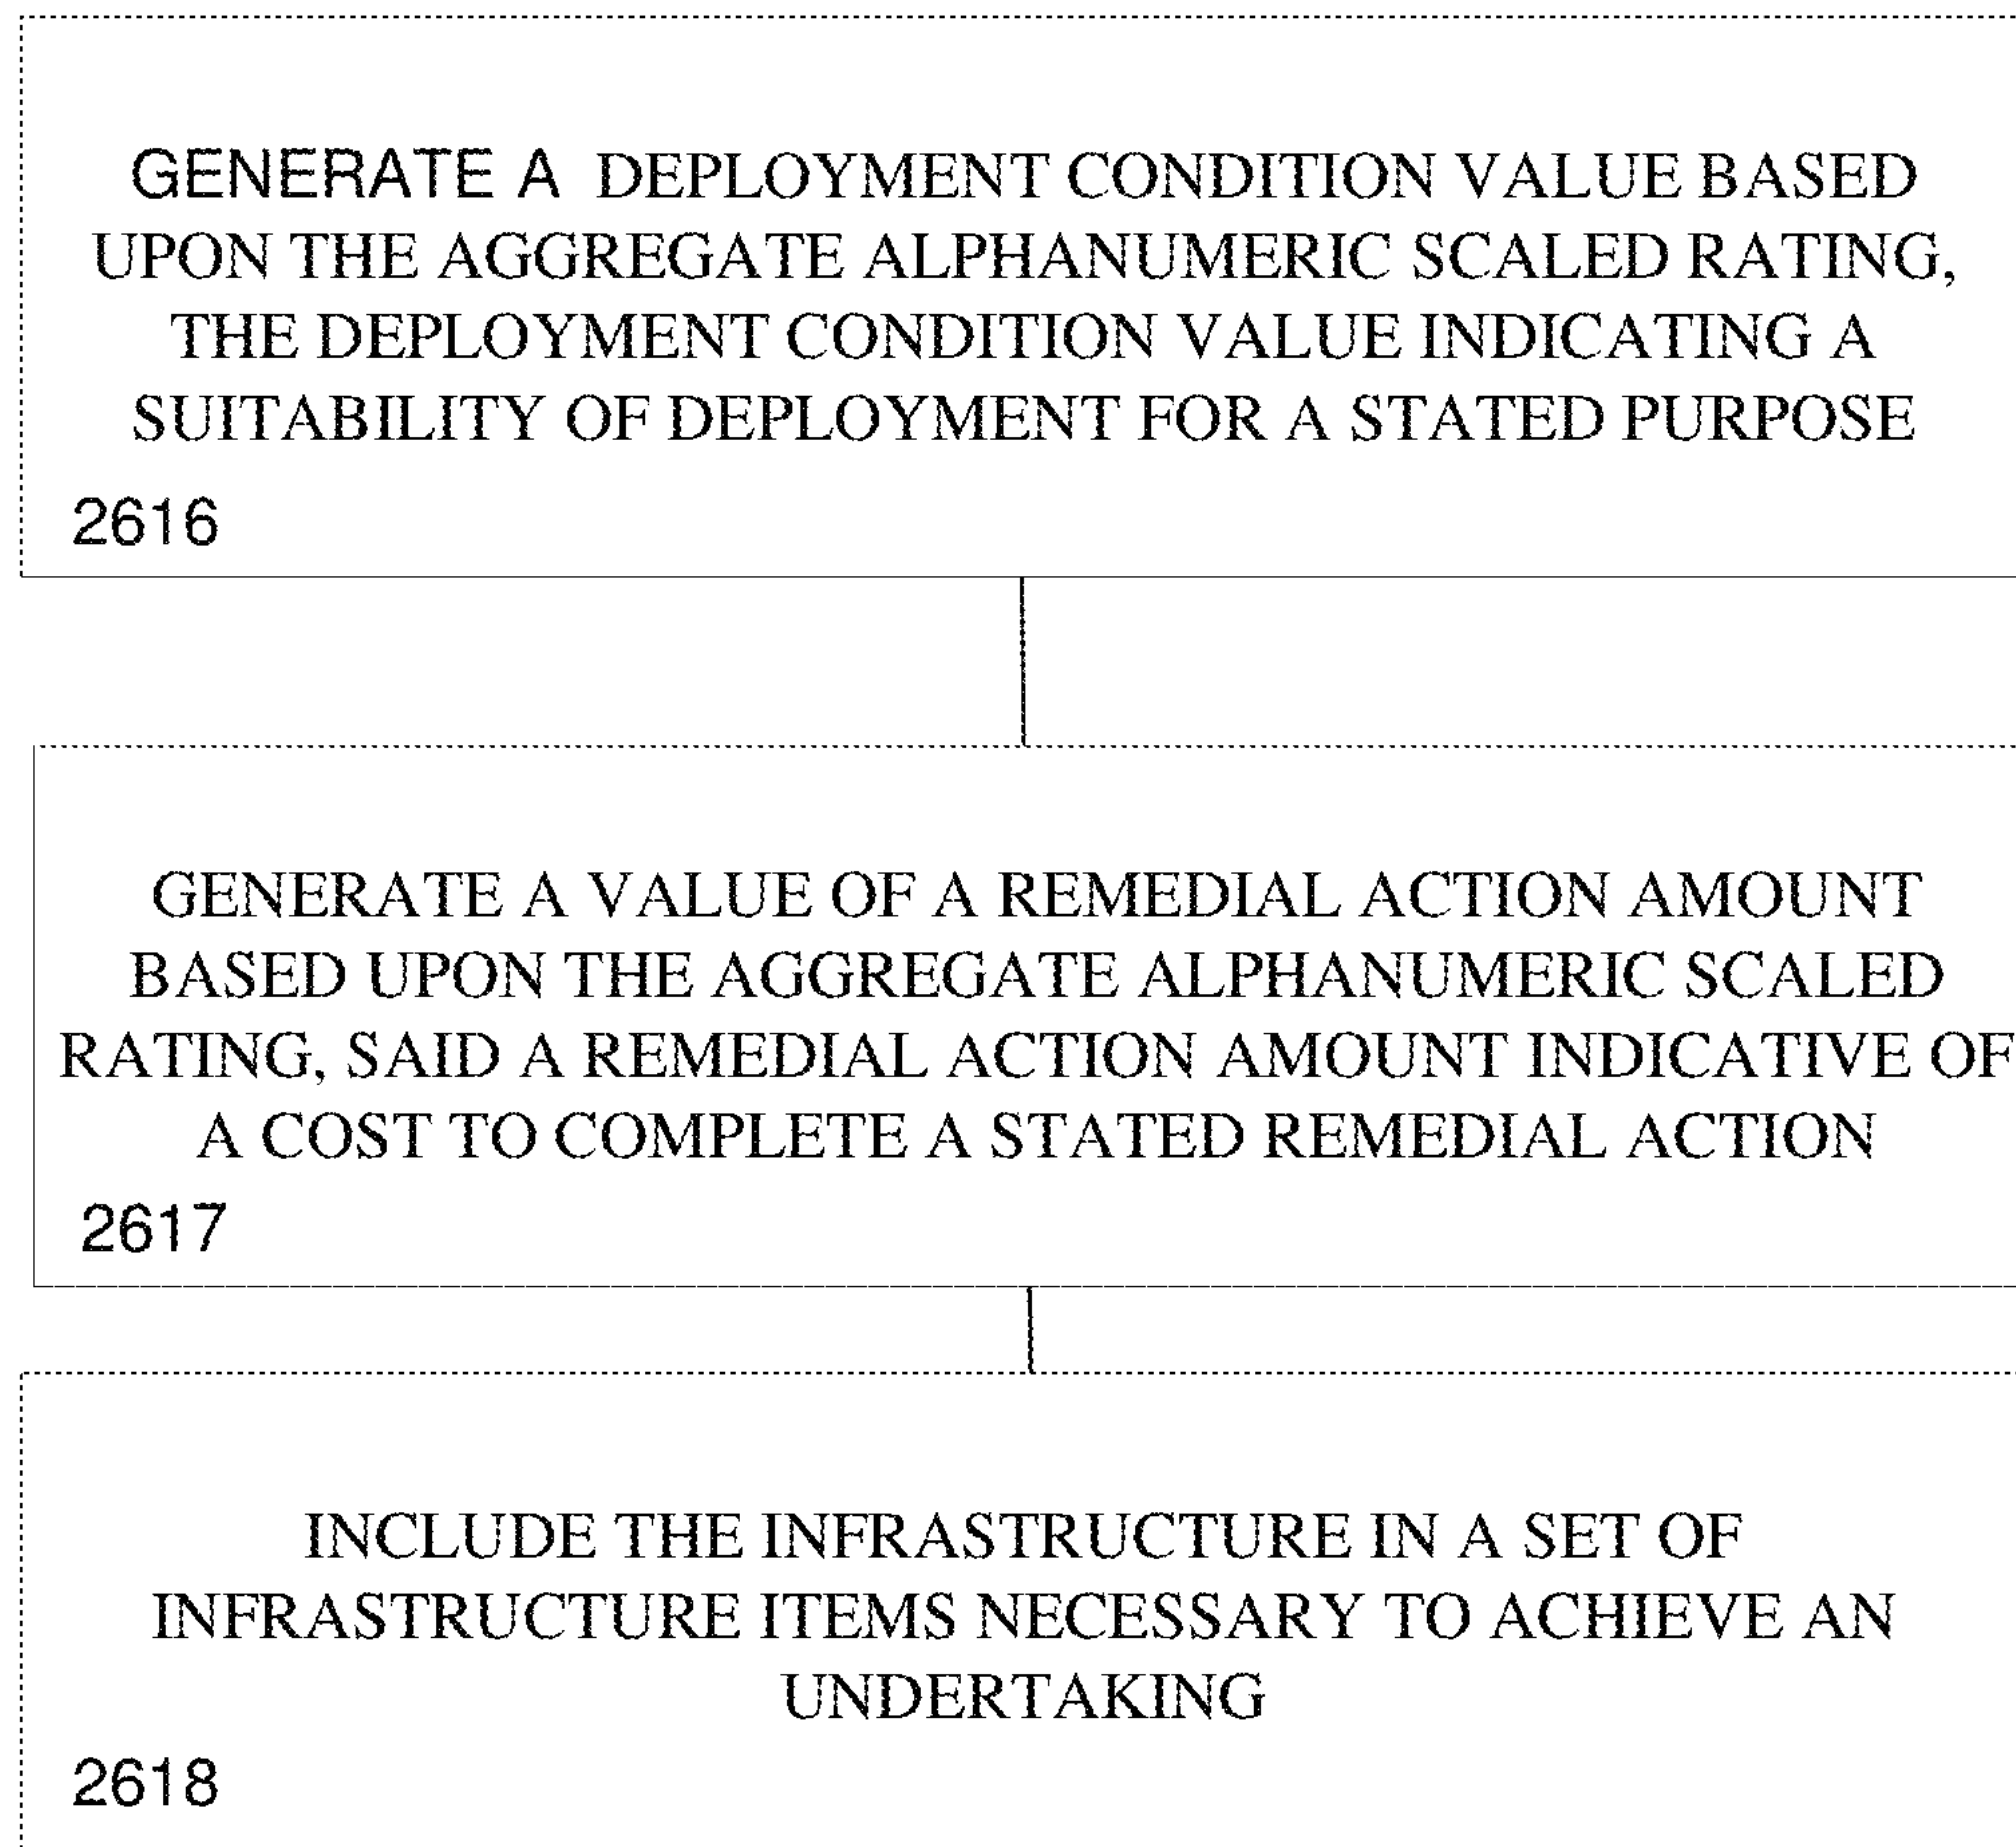 GENERATE A DEPLOYMENT CONDITION VALUE BASED
UPON THE AGGREGATE ALPHANUMERIC SCALED RATING,
THE DEPLOYMENT CONDITION VALUE INDICATING A
SUITABILITY OF DEPLOYMENT FOR A STATED PURPOSE
2616
GENERATE A VALUE OF A REMEDIAL ACTION AMOUNT
BASED UPON THE AGGREGATE ALPHANUMERIC SCALED
RATING, SAID A REMEDIAL ACTION AMOUNT INDICATIVE OF
A COST TO COMPLETE A STATED REMEDIAL ACTION
2617
INCLUDE THE INFRASTRUCTURE IN A SET OF
INFRASTRUCTURE ITEMS NECESSARY TO ACHIEVE AN
UNDERTAKING
2618